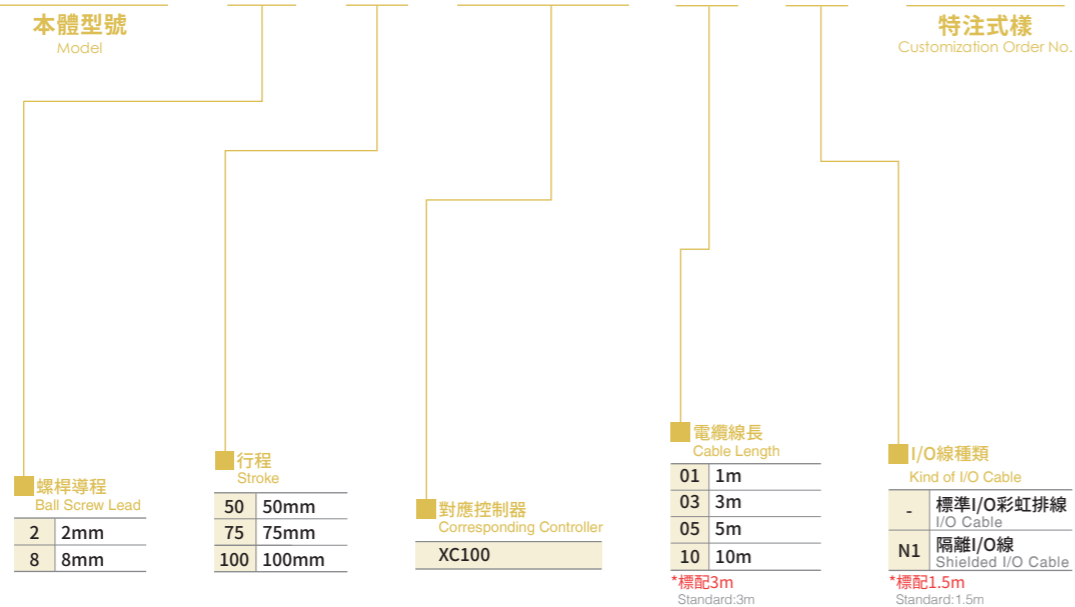 本體型號
Model
特注式樣
Customization Order No.
螺桿導程
Ball Screw Lead
2 2mm
8 8mm
行程
Stroke
50 50mm
75 75mm
100 100mm
對應控制器
Corresponding Controller
XC100
電纜線長
Cable Length
01 1m
03 3m
05 5m
10 10m
*標配3m
Standard:3m
I/O線種類
Kind of I/O Cable
- 標準I/O彩虹排線
I/O Cable
N1 隔離I/O線
Shielded I/O Cable
*標配1.5m
Standard:1.5m